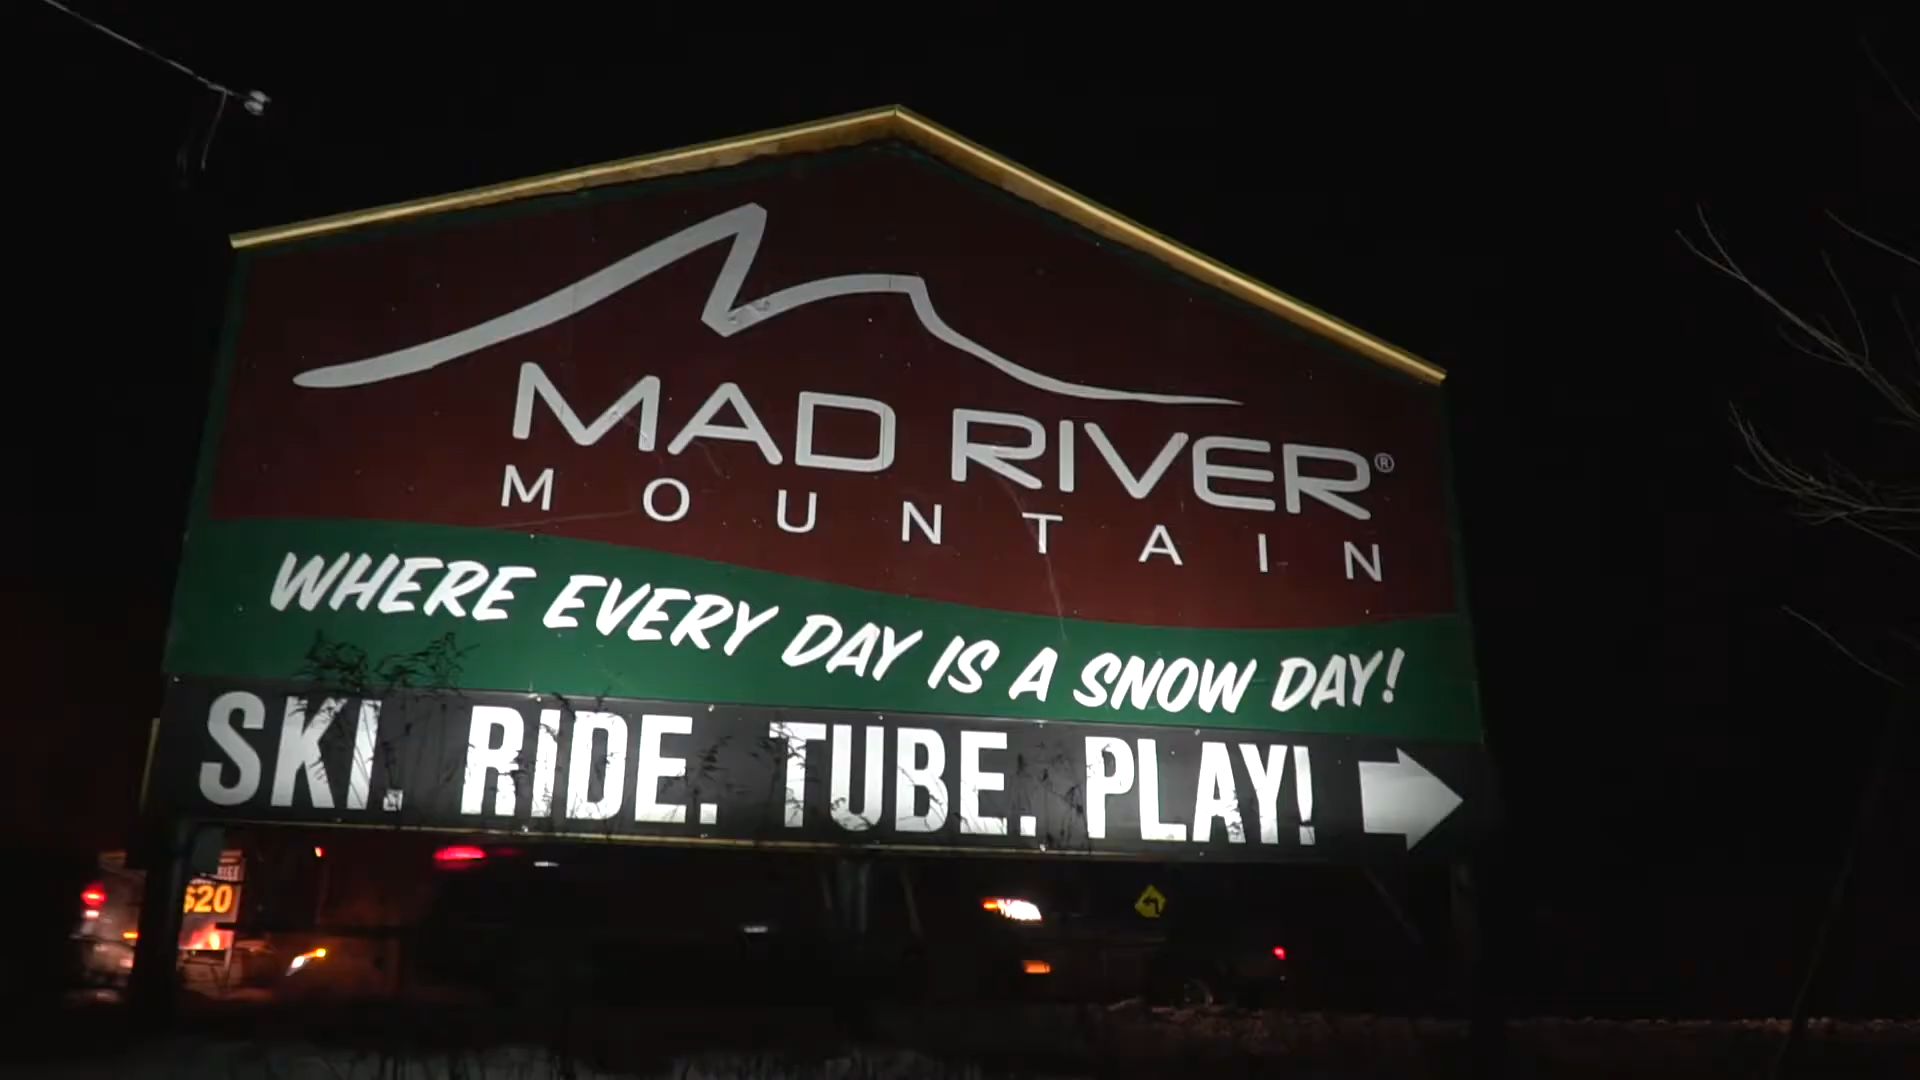 MAD RIVER®
MOUNTAIN
WHERE EVERY DAY IS A SNOW DAY!
SKI. RIDE. TUBE. PLAY!
$20